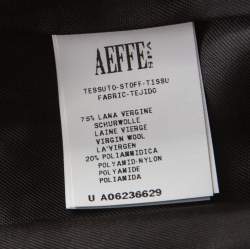 AEFFE SPA
TESSUTO-STOFF-TISSU
FABRIC-TEJIDO
75% LANA VERGINE
SCHURWOLLE
LAINE VIERGE
VIRGIN WOOL
LA'VIRGEN
20% POLIAMMIDICA
POLYAMID-NYLON
POLYAMIDE
POLIAMIDA
U A06236629